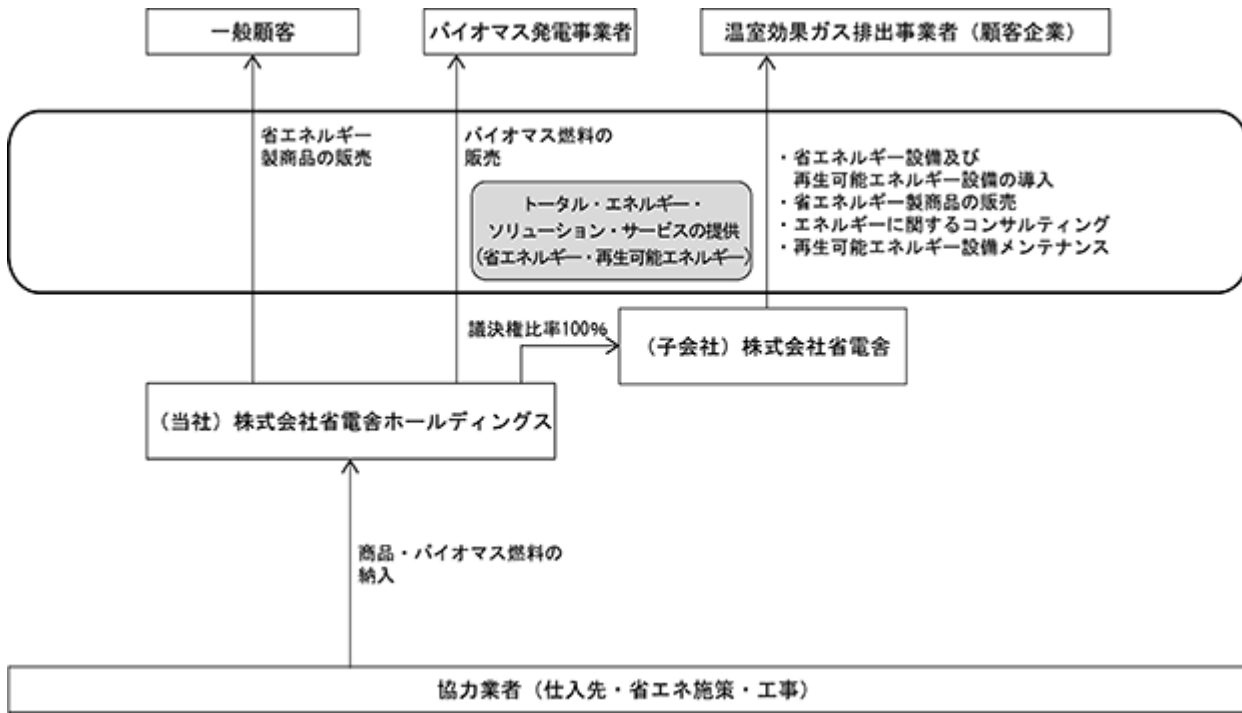 一般顧客
バイオマス発電事業者
温室効果ガス排出事業者（顧客企業）
省エネルギー
製商品の販売
バイオマス燃料の
販売
・省エネルギー設備及び
再生可能エネルギー設備の導入
・省エネルギー製商品の販売
・エネルギーに関するコンサルティング
・再生可能エネルギー設備メンテナンス
トータル・エネルギー・
ソリューション・サービスの提供
(省エネルギー・再生可能エネルギー)
議決権比率100%
（子会社）株式会社省電舎
（当社）株式会社省電舎ホールディングス
商品・バイオマス燃料の
納入
協力業者（仕入先・省エネ施策・工事）